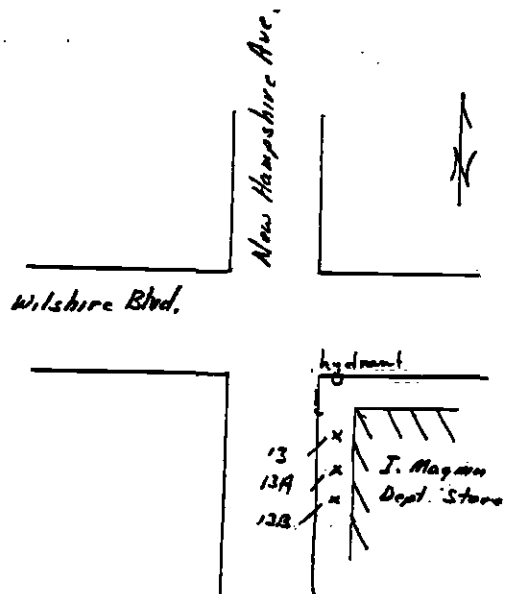 New Hampshire Ave.
Wilshire Blvd.
hydrant
13
13A
13B
I. Magnin
Dept. Store
N